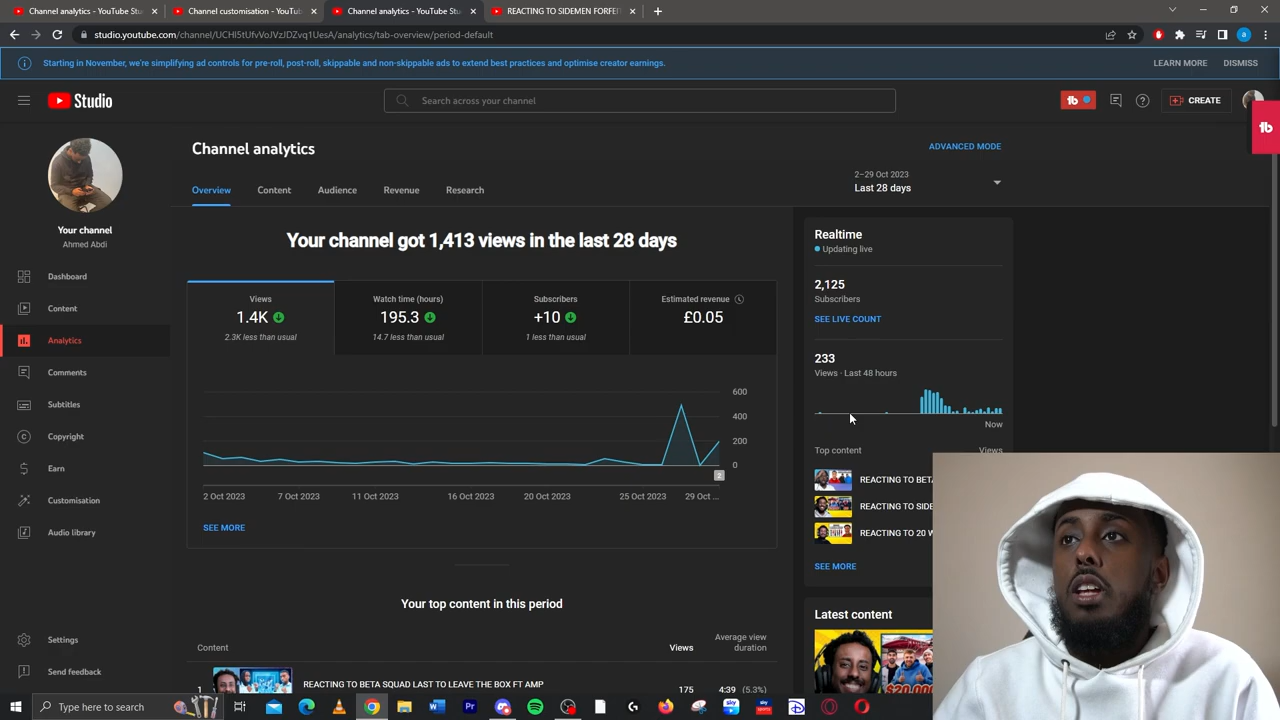 Channel analytics - YouTube Stu
Channel customisation - YouTub
Channel analytics - YouTube Stu
REACTING TO SIDEMEN FORFEIT
studio.youtube.com/channel/UCHI5tUfvVoJVzJDZvq1UesA/analytics/tab-overview/period-default
Starting in November, we're simplifying ad controls for pre-roll, post-roll, skippable and non-skippable ads to extend best practices and optimise creator earnings.
LEARN MORE
DISMISS
Studio
Search across your channel
tb
CREATE
tb
Your channel
Ahmed Abdi
Dashboard
Content
Analytics
Comments
Subtitles
Copyright
Earn
Customisation
Audio library
Settings
Send feedback
Channel analytics
ADVANCED MODE
Overview
Content
Audience
Revenue
Research
2–29 Oct 2023
Last 28 days
Your channel got 1,413 views in the last 28 days
Views
1.4K
2.3K less than usual
Watch time (hours)
195.3
14.7 less than usual
Subscribers
+10
1 less than usual
Estimated revenue
£0.05
600
400
200
0
2
2 Oct 2023
7 Oct 2023
11 Oct 2023
16 Oct 2023
20 Oct 2023
25 Oct 2023
29 Oct ...
SEE MORE
Your top content in this period
Content
Views
Average view
duration
1
REACTING TO BETA SQUAD LAST TO LEAVE THE BOX FT AMP
175
4:39 (5.3%)
Realtime
Updating live
2,125
Subscribers
SEE LIVE COUNT
233
Views · Last 48 hours
Now
Top content
Views
REACTING TO BETA
REACTING TO SIDE
REACTING TO 20 W
SEE MORE
Latest content
$20,000
Type here to search